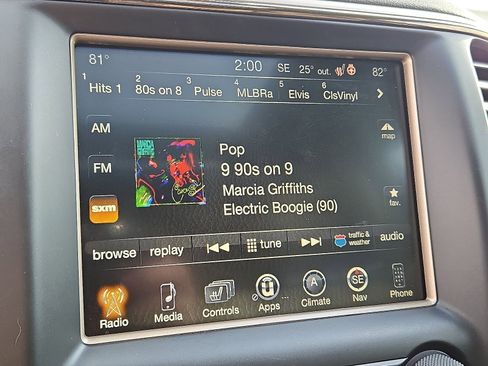 81° 2:00 SE 25° out. 82°
1 Hits 1 2 80s on 8 3 Pulse 4 MLBRa 5 Elvis 6 ClsVinyl
AM
map
Pop
FM
9 90s on 9
Marcia Griffiths
sxm
fav.
Electric Boogie (90)
browse replay tune traffic & weather audio
A SE
Radio Media Controls Apps ... Climate Nav Phone